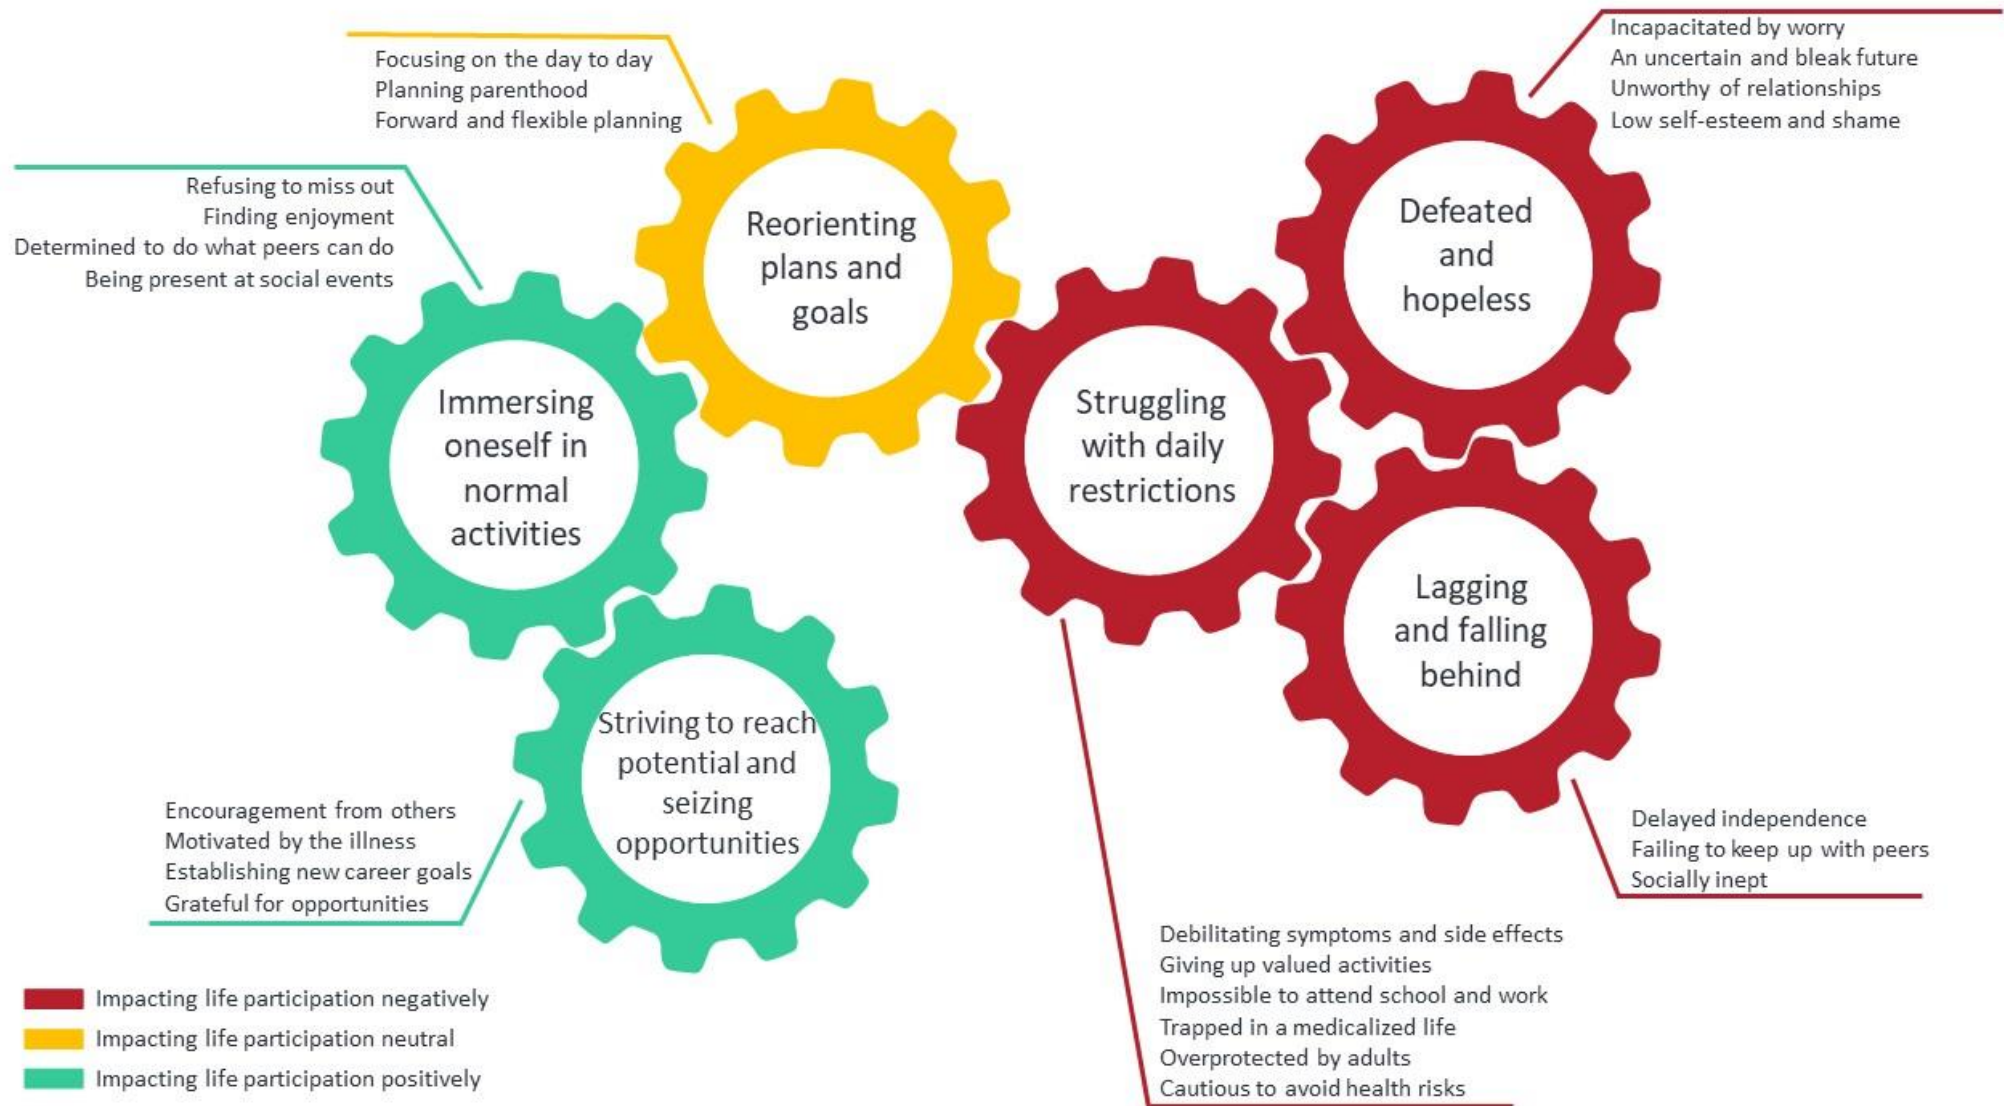 Focusing on the day to day
Planning parenthood
Forward and flexible planning
Incapacitated by worry
An uncertain and bleak future
Unworthy of relationships
Low self-esteem and shame
Refusing to miss out
Finding enjoyment
Determined to do what peers can do
Being present at social events
Reorienting
plans and
goals
Defeated
and
hopeless
Immersing
oneself in
normal
activities
Struggling
with daily
restrictions
Lagging
and falling
behind
Striving to reach
potential and
seizing
opportunities
Encouragement from others
Motivated by the illness
Establishing new career goals
Grateful for opportunities
Delayed independence
Failing to keep up with peers
Socially inept
Debilitating symptoms and side effects
Giving up valued activities
Impossible to attend school and work
Trapped in a medicalized life
Overprotected by adults
Cautious to avoid health risks
Impacting life participation negatively
Impacting life participation neutral
Impacting life participation positively